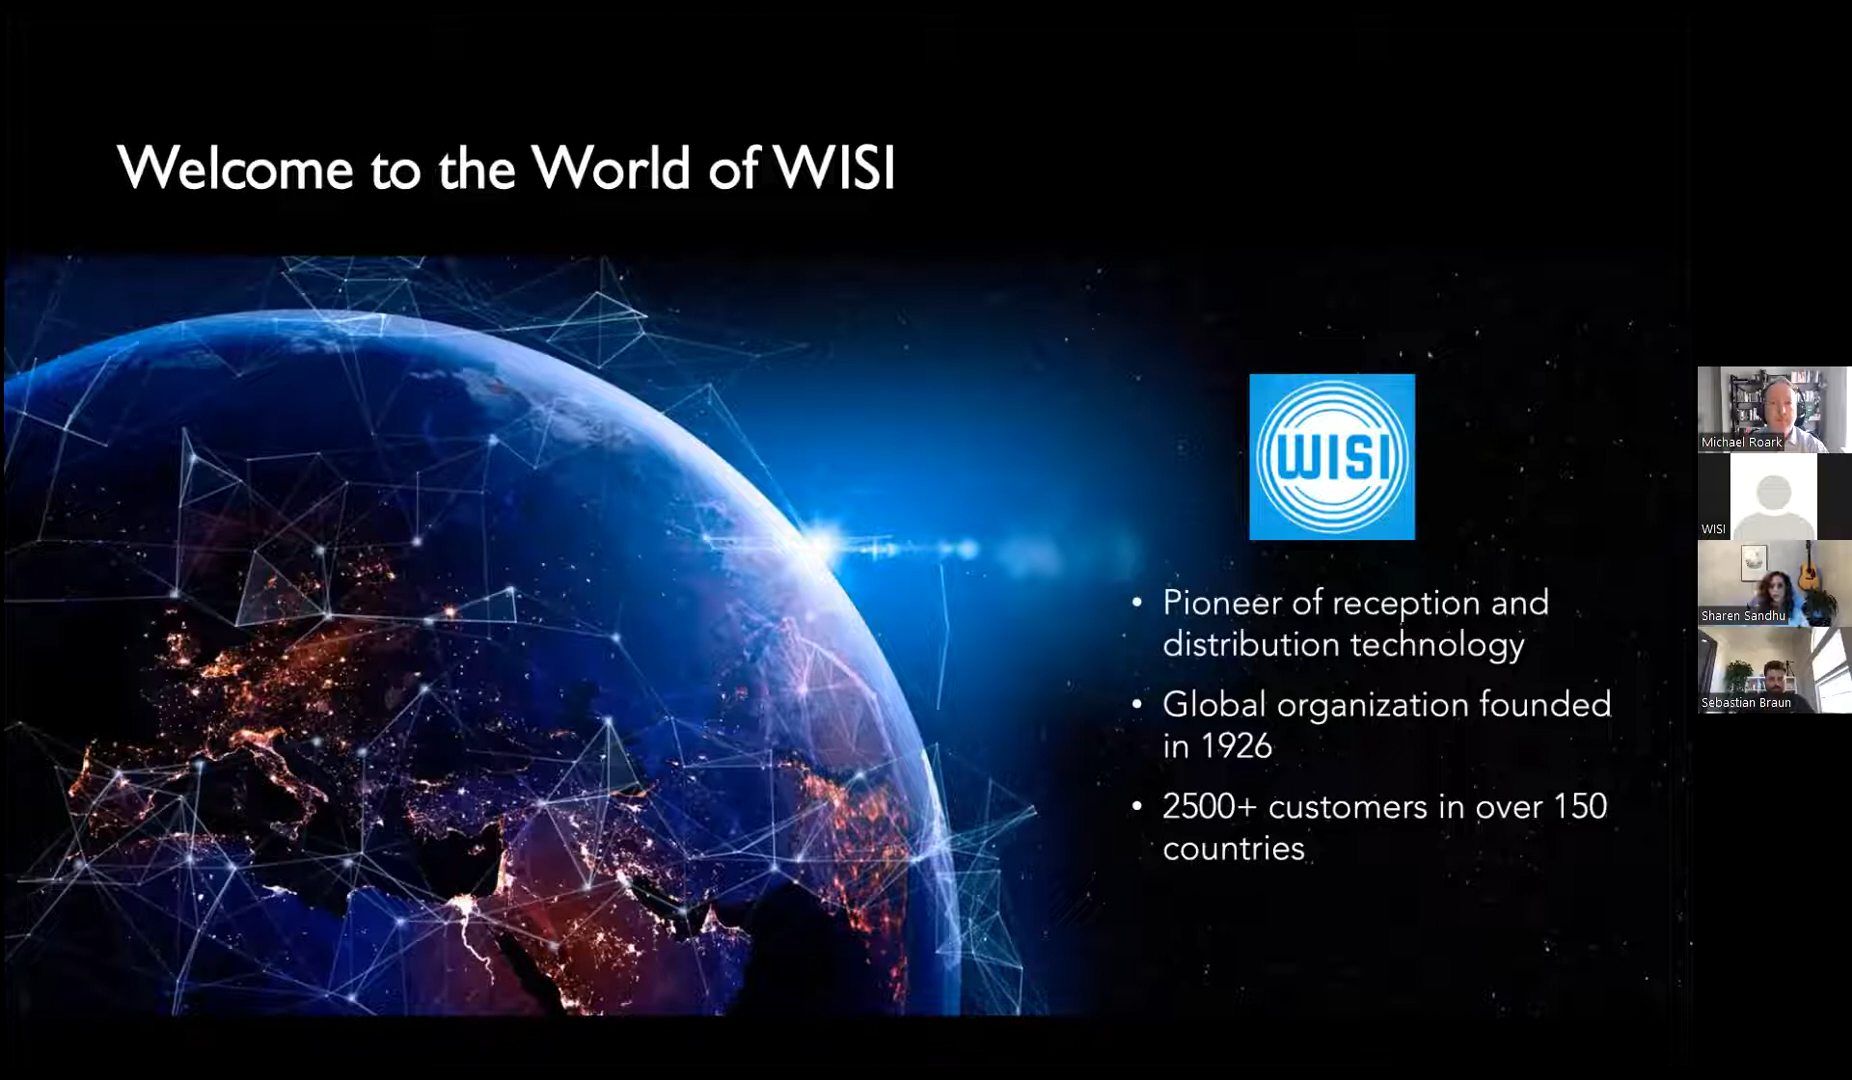 Welcome to the World of WISI
WISI
• Pioneer of reception and
distribution technology
• Global organization founded
in 1926
• 2500+ customers in over 150
countries
Michael Roark
WISI
Sharen Sandhu
Sebastian Braun